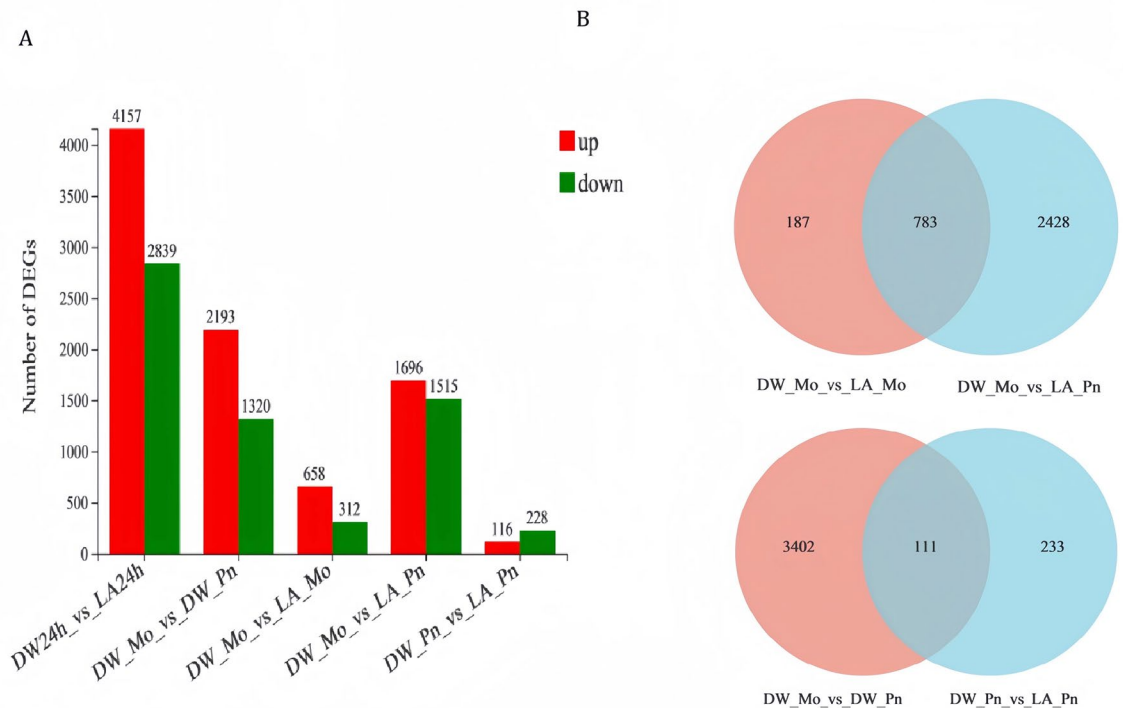 A
B
4157
2839
2193
1320
658
312
1696
1515
116
228
up
down
Number of DEGs
4000
3500
3000
2500
2000
1500
1000
500
0
DW24h_vs_LA24h
DW_Mo_vs_DW_Pn
DW_Mo_vs_LA_Mo
DW_Mo_vs_LA_Pn
DW_Pn_vs_LA_Pn
187
783
2428
DW_Mo_vs_LA_Mo
DW_Mo_vs_LA_Pn
3402
111
233
DW_Mo_vs_DW_Pn
DW_Pn_vs_LA_Pn